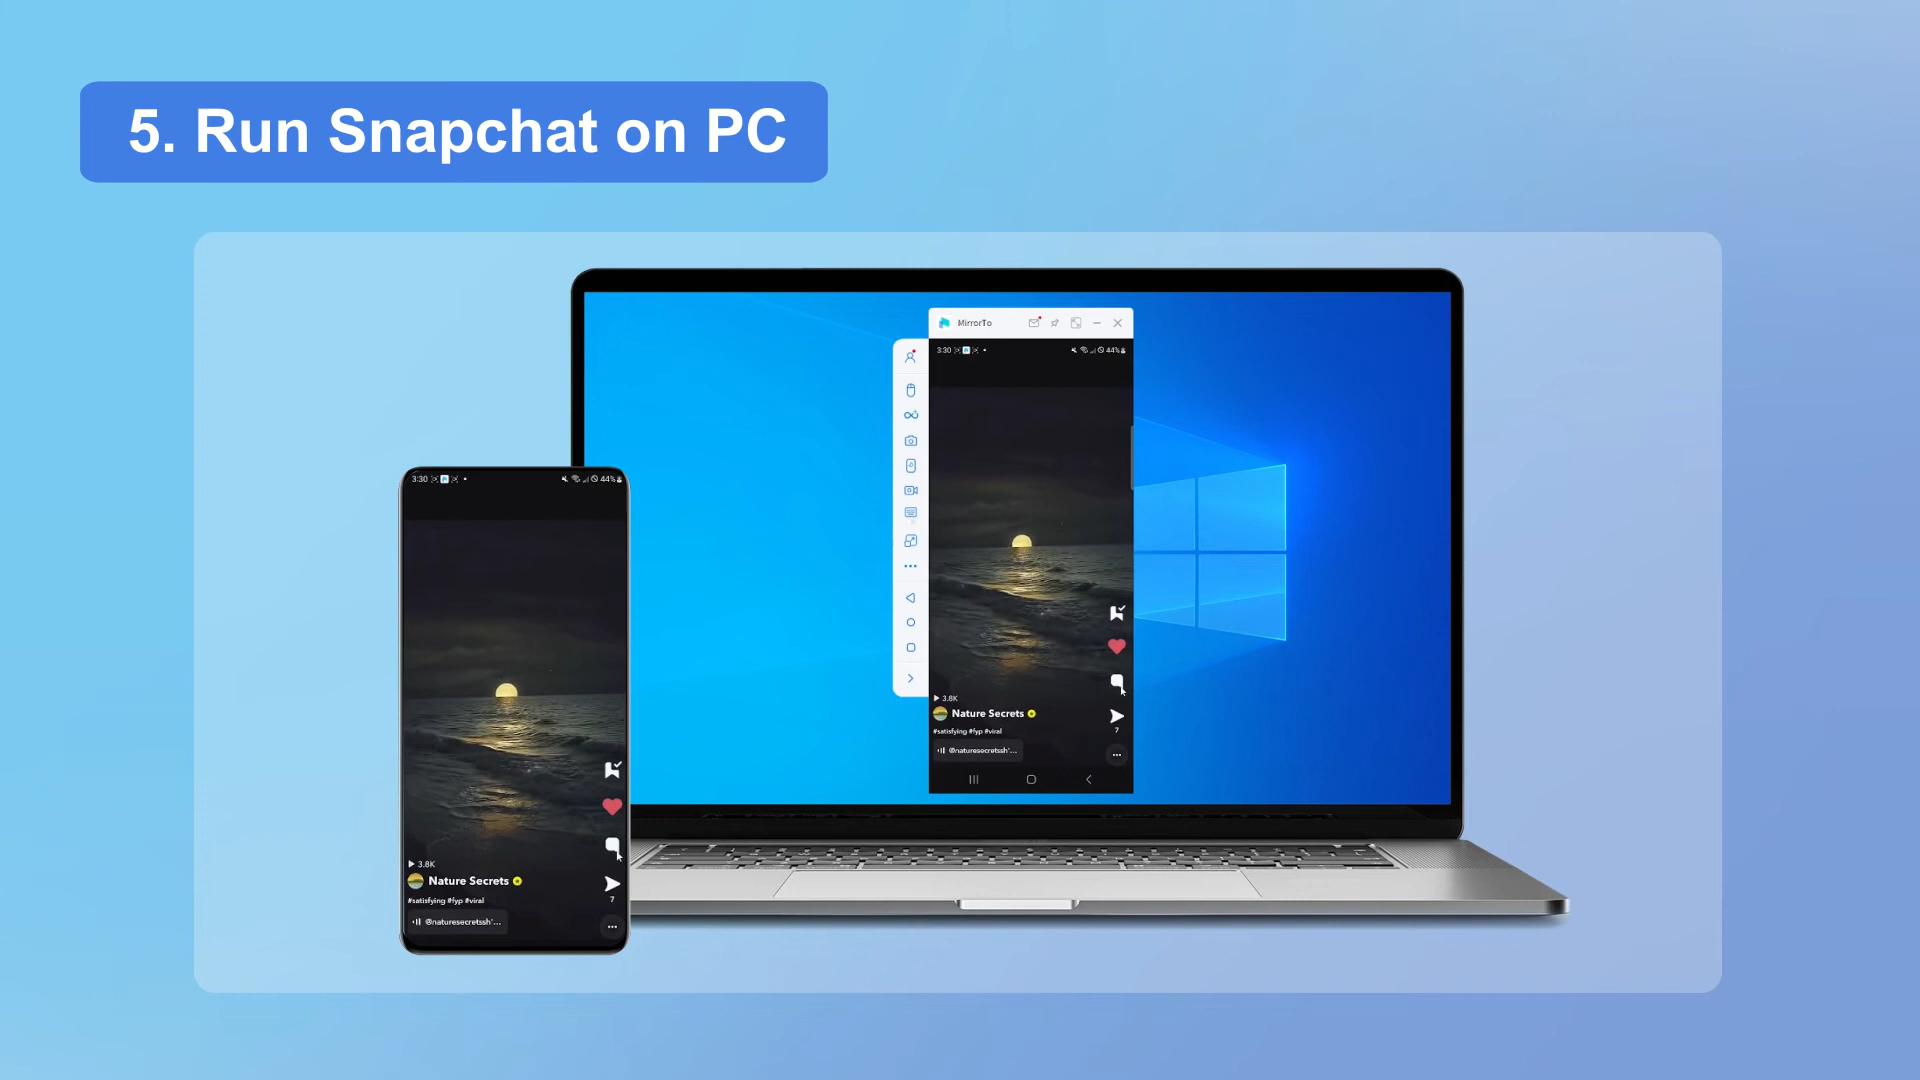 5. Run Snapchat on PC
MirrorTo
3:30
44%
3.8K
Nature Secrets
#satisfying #fyp #viral
@naturesecretssh'...
7
3:30
44%
3.8K
Nature Secrets
#satisfying #fyp #viral
@naturesecretssh'...
7